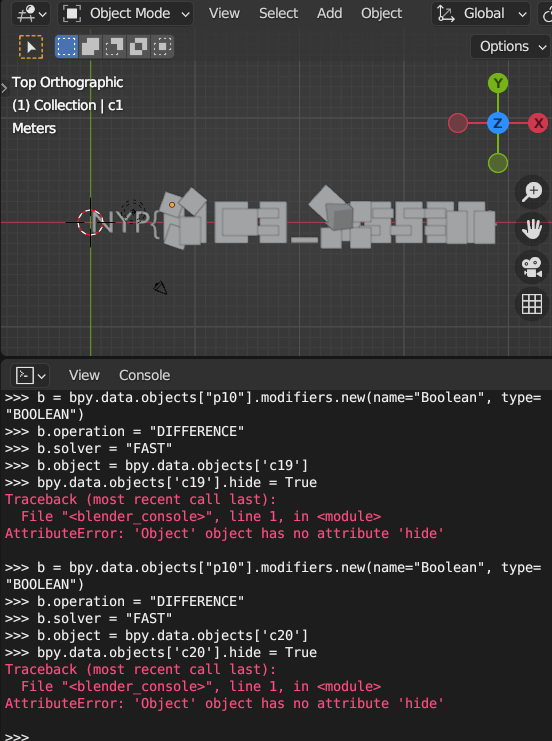 Object Mode
View
Select
Add
Object
Global
Options
Top Orthographic
(1) Collection | c1
Meters
Y
Z
X
NYP{
View
Console
>>> b = bpy.data.objects["p10"].modifiers.new(name="Boolean", type=
"BOOLEAN")
>>> b.operation = "DIFFERENCE"
>>> b.solver = "FAST"
>>> b.object = bpy.data.objects['c19']
>>> bpy.data.objects['c19'].hide = True
Traceback (most recent call last):
  File "<blender_console>", line 1, in <module>
AttributeError: 'Object' object has no attribute 'hide'
>>> b = bpy.data.objects["p10"].modifiers.new(name="Boolean", type=
"BOOLEAN")
>>> b.operation = "DIFFERENCE"
>>> b.solver = "FAST"
>>> b.object = bpy.data.objects['c20']
>>> bpy.data.objects['c20'].hide = True
Traceback (most recent call last):
  File "<blender_console>", line 1, in <module>
AttributeError: 'Object' object has no attribute 'hide'
>>>